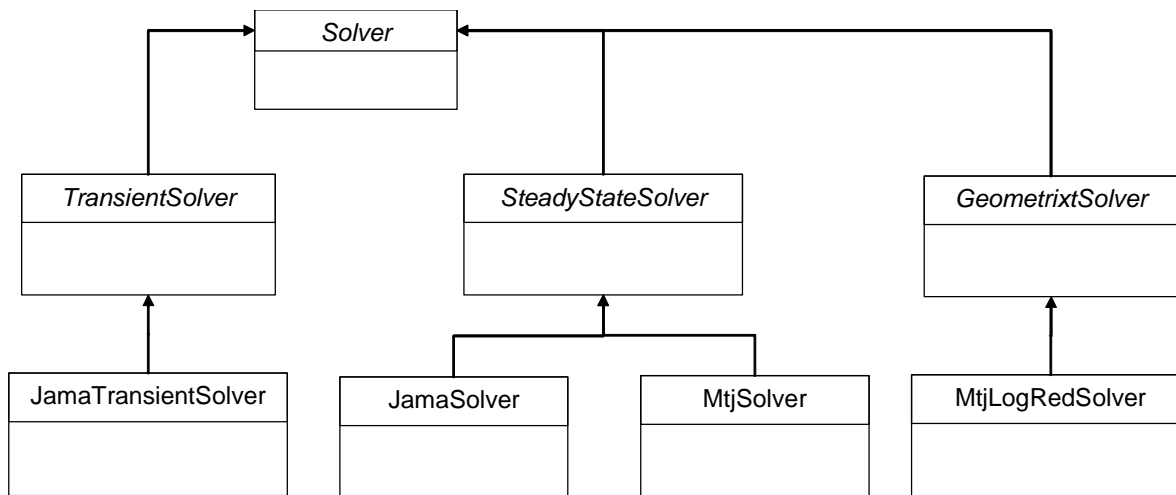 Solver
TransientSolver
SteadyStateSolver
GeometrixtSolver
JamaTransientSolver
JamaSolver
MtjSolver
MtjLogRedSolver